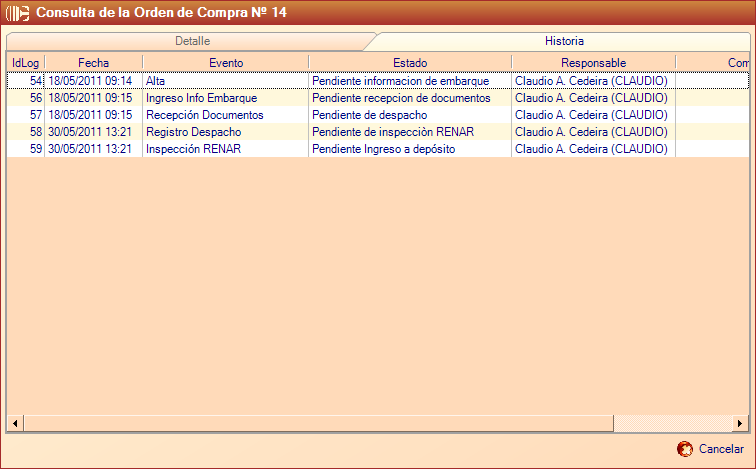 Consulta de la Orden de Compra Nº 14
Detalle Historia
IdLog Fecha Evento Estado Responsable Com
54 18/05/2011 09:14 Alta Pendiente informacion de embarque Claudio A. Cedeira (CLAUDIO)
56 18/05/2011 09:15 Ingreso Info Embarque Pendiente recepcion de documentos Claudio A. Cedeira (CLAUDIO)
57 18/05/2011 09:15 Recepción Documentos Pendiente de despacho Claudio A. Cedeira (CLAUDIO)
58 30/05/2011 13:21 Registro Despacho Pendiente de inspecciòn RENAR Claudio A. Cedeira (CLAUDIO)
59 30/05/2011 13:21 Inspección RENAR Pendiente Ingreso a depósito Claudio A. Cedeira (CLAUDIO)
Cancelar